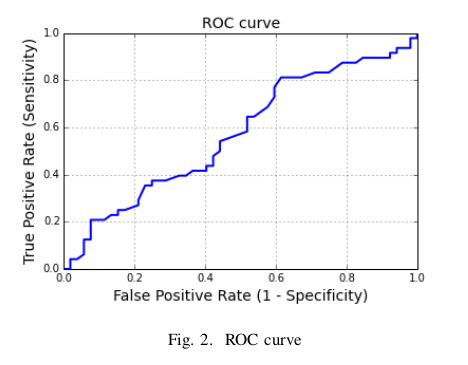 ROC curve
1.0
0.8
0.6
0.4
0.2
0.0
True Positive Rate (Sensitivity)
0.0 0.2 0.4 0.6 0.8 1.0
False Positive Rate (1 - Specificity)
Fig. 2. ROC curve